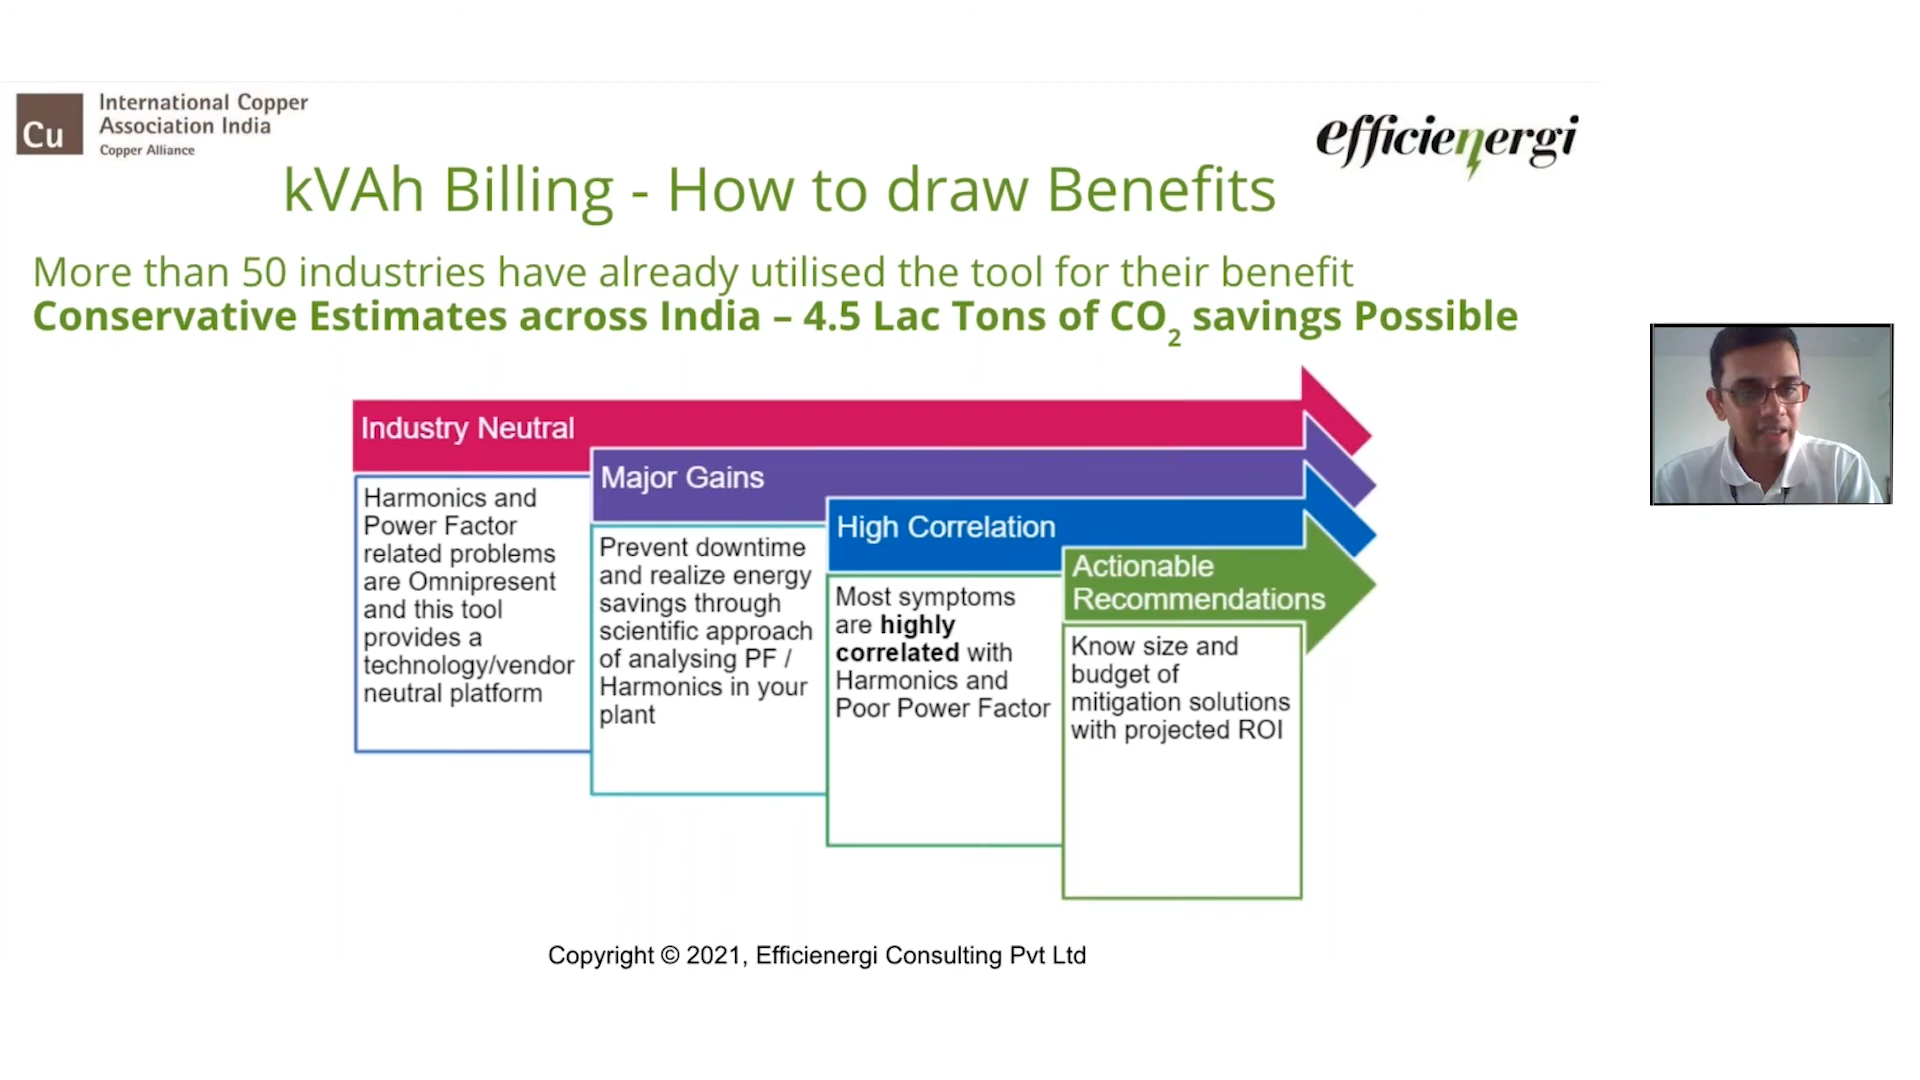 Cu
International Copper
Association India
Copper Alliance
efficienergi
kVAh Billing - How to draw Benefits
More than 50 industries have already utilised the tool for their benefit
Conservative Estimates across India – 4.5 Lac Tons of CO2 savings Possible
Industry Neutral
Harmonics and
Power Factor
related problems
are Omnipresent
and this tool
provides a
technology/vendor
neutral platform
Major Gains
Prevent downtime
and realize energy
savings through
scientific approach
of analysing PF /
Harmonics in your
plant
High Correlation
Most symptoms
are highly
correlated with
Harmonics and
Poor Power Factor
Actionable
Recommendations
Know size and
budget of
mitigation solutions
with projected ROI
Copyright © 2021, Efficienergi Consulting Pvt Ltd